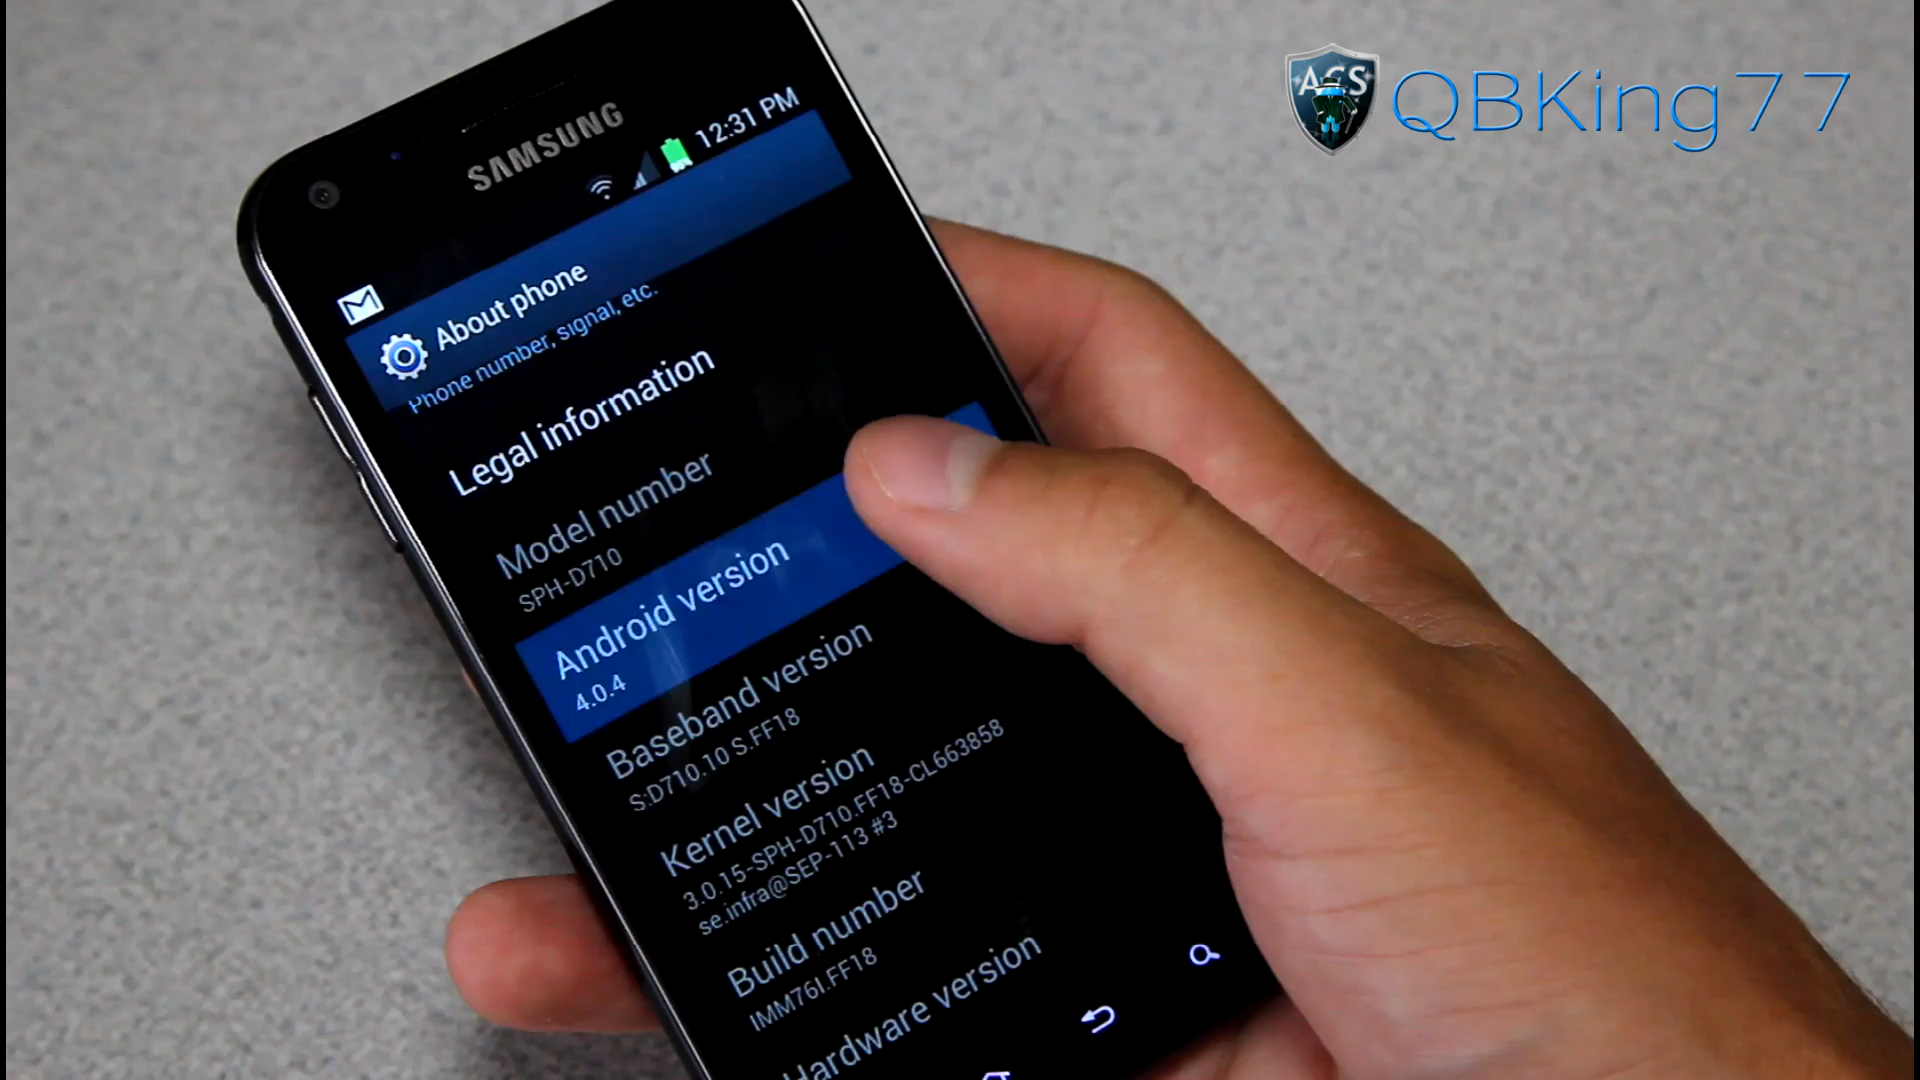 ACS QBKing77
SAMSUNG
12:31 PM
About phone
Phone number, signal, etc.
Legal information
Model number
SPH-D710
Android version
4.0.4
Baseband version
S:D710.10 S.FF18
Kernel version
3.0.15-SPH-D710.FF18-CL663858
se.infra@SEP-113 #3
Build number
IMM76I.FF18
Hardware version